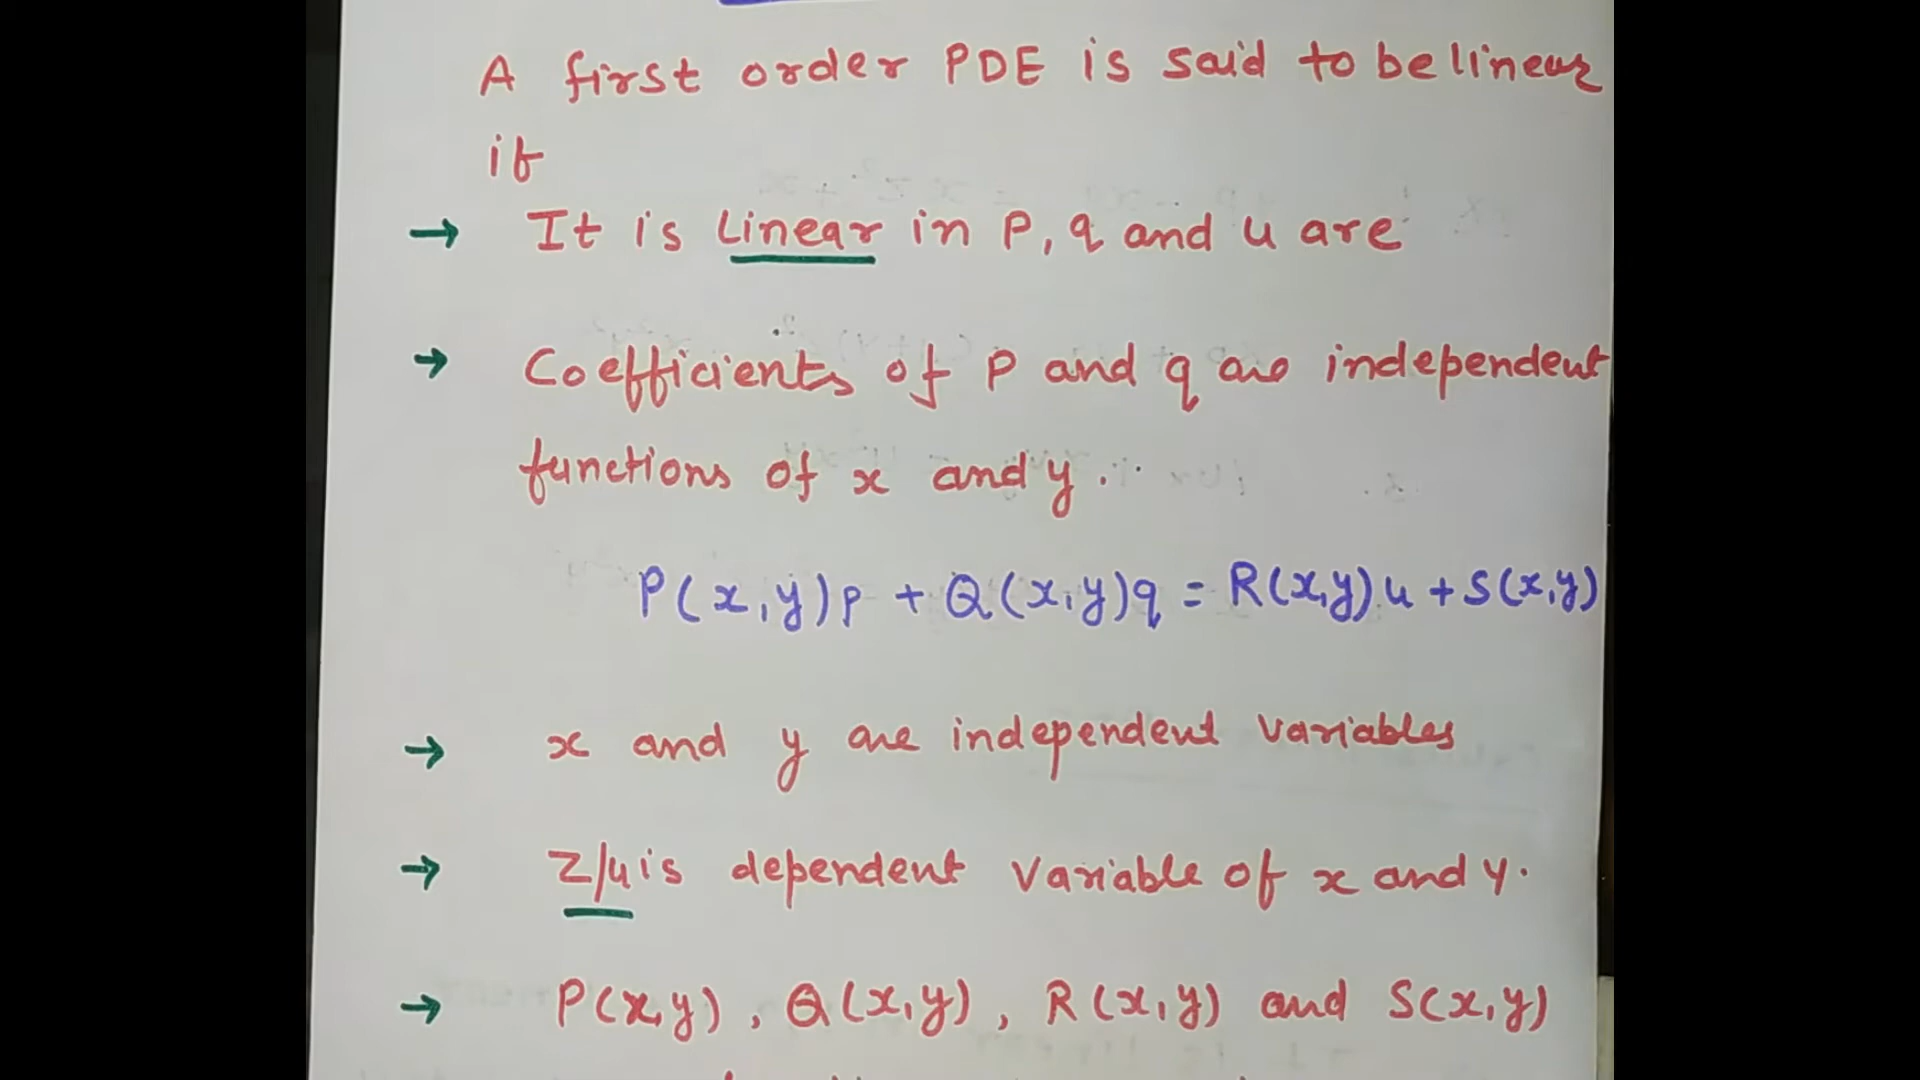 A first order PDE is said to be linear
if
→ It is Linear in P, q and u are
→ Coefficients of P and q are independent
functions of x and y.
P(x,y)p + Q(x,y)q = R(x,y)u + S(x,y)
→ x and y are independent variables
→ Z/u is dependent variable of x and y.
→ P(x,y), Q(x,y), R(x,y) and S(x,y)